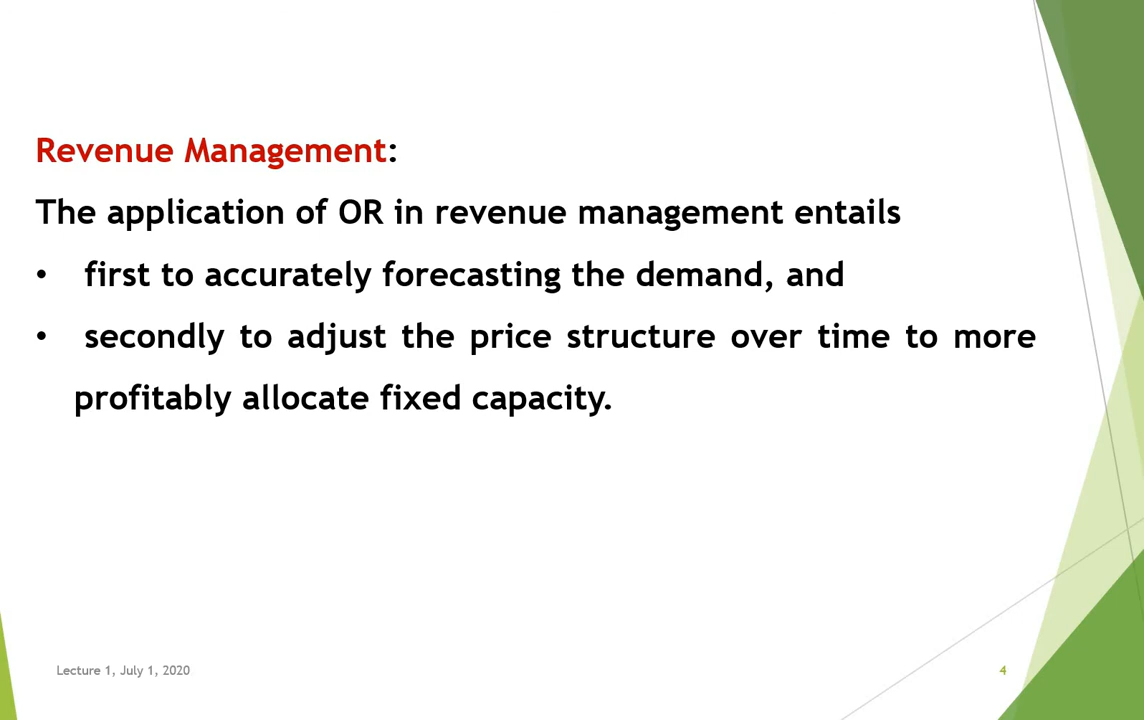 Revenue Management:
The application of OR in revenue management entails
• first to accurately forecasting the demand, and
• secondly to adjust the price structure over time to more
profitably allocate fixed capacity.
Lecture 1, July 1, 2020
4